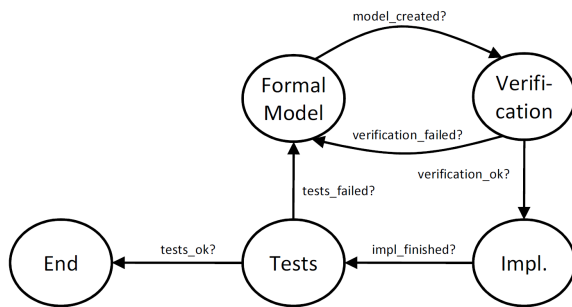 model_created?
Formal
Model
Verifi-
cation
verification_failed?
verification_ok?
tests_failed?
tests_ok?
impl_finished?
End
Tests
Impl.